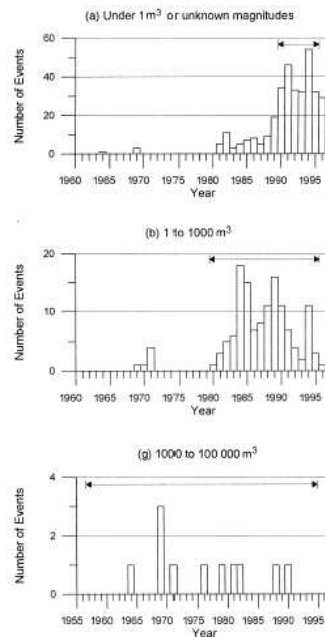 (a) Under 1m³ or unknown magnitudes
Number of Events
60
40
20
0
1960 1965 1970 1975 1980 1985 1990 1995
Year
(b) 1 to 1000 m³
Number of Events
20
10
0
1960 1965 1970 1975 1980 1985 1990 1995
Year
(g) 1000 to 100 000 m³
Number of Events
4
2
0
1955 1960 1965 1970 1975 1980 1985 1990 1995
Year